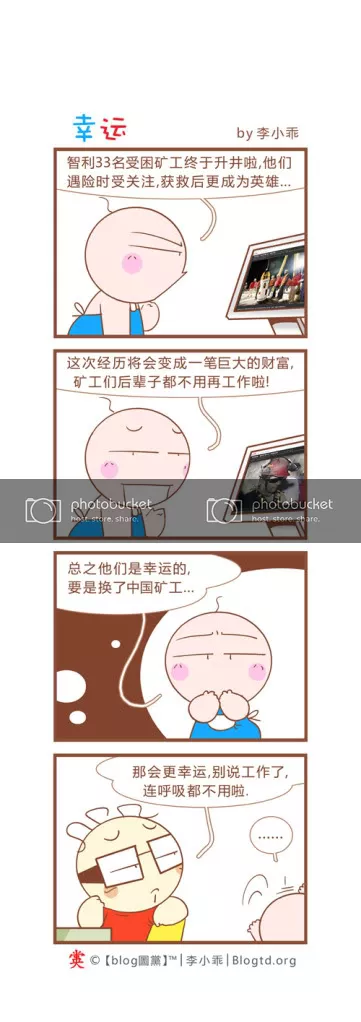 幸运
by 李小乖
智利33名受困矿工终于升井啦,他们
遇险时受关注,获救后更成为英雄...
这次经历将会变成一笔巨大的财富,
矿工们后辈子都不用再工作啦!
photobucket
host. store. share.
photobucket
host. store. share.
总之他们是幸运的,
要是换了中国矿工...
那会更幸运,别说工作了,
连呼吸都不用啦.
......
©【blog圖黨】™|李小乖|Blogtd.org